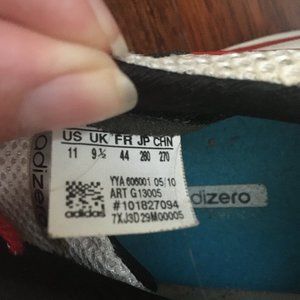 adizero
US UK FR JP CHN
11 9½ 44 280 270
YYA 606001 05/10
ART G13005
#101827094
7XJ3D29M00005
adidas
dizero